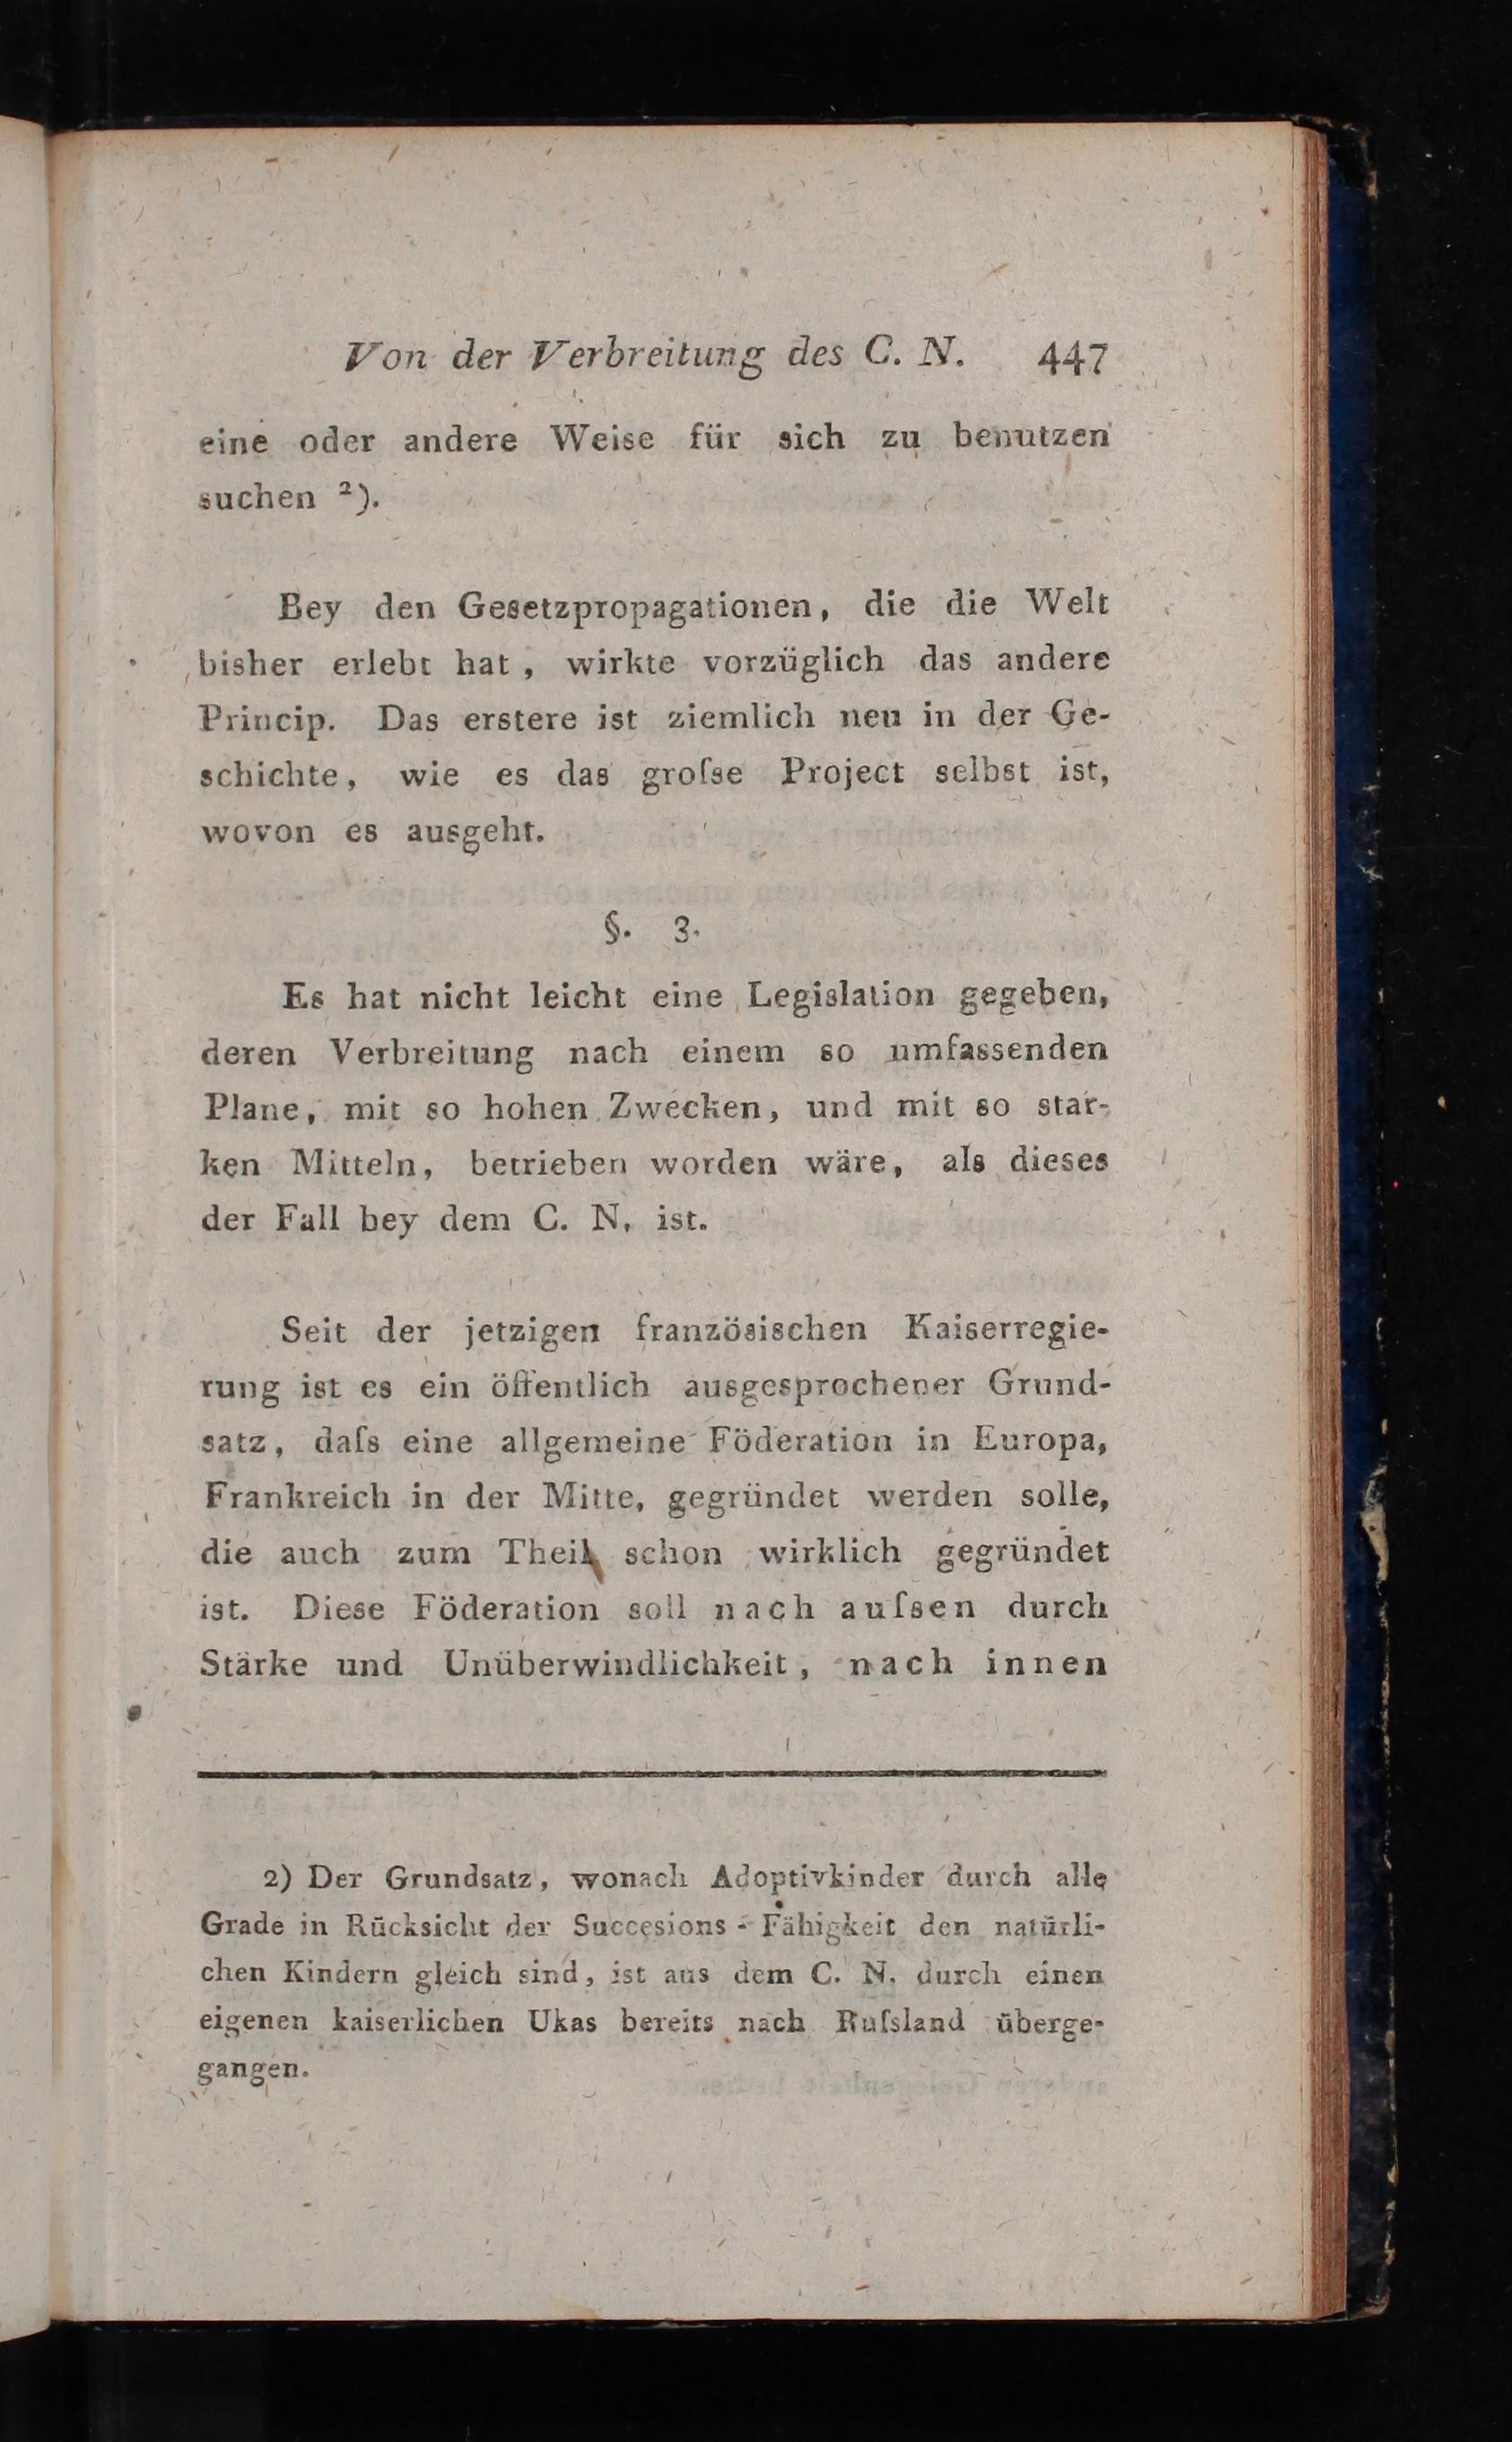 Von der Verbreitung des C. N. 447
eine oder andere Weise für sich zu benutzen
suchen ²).
Bey den Gesetzpropagationen, die die Welt
bisher erlebt hat, wirkte vorzüglich das andere
Princip. Das erstere ist ziemlich neu in der Ge-
schichte, wie es das groſse Project selbst ist,
wovon es ausgeht.
§. 3.
Es hat nicht leicht eine Legislation gegeben,
deren Verbreitung nach einem so umfassenden
Plane, mit so hohen Zwecken, und mit so star-
ken Mitteln, betrieben worden wäre, als dieses
der Fall bey dem C. N. ist.
Seit der jetzigen französischen Kaiserregie-
rung ist es ein öffentlich ausgesprochener Grund-
satz, daſs eine allgemeine Föderation in Europa,
Frankreich in der Mitte, gegründet werden solle,
die auch zum Theil schon wirklich gegründet
ist. Diese Föderation soll nach auſsen durch
Stärke und Unüberwindlichkeit, nach innen
2) Der Grundsatz, wonach Adoptivkinder durch alle
Grade in Rücksicht der Succesions-Fähigkeit den natürli-
chen Kindern gleich sind, ist aus dem C. N. durch einen
eigenen kaiserlichen Ukas bereits nach Ruſsland überge-
gangen.